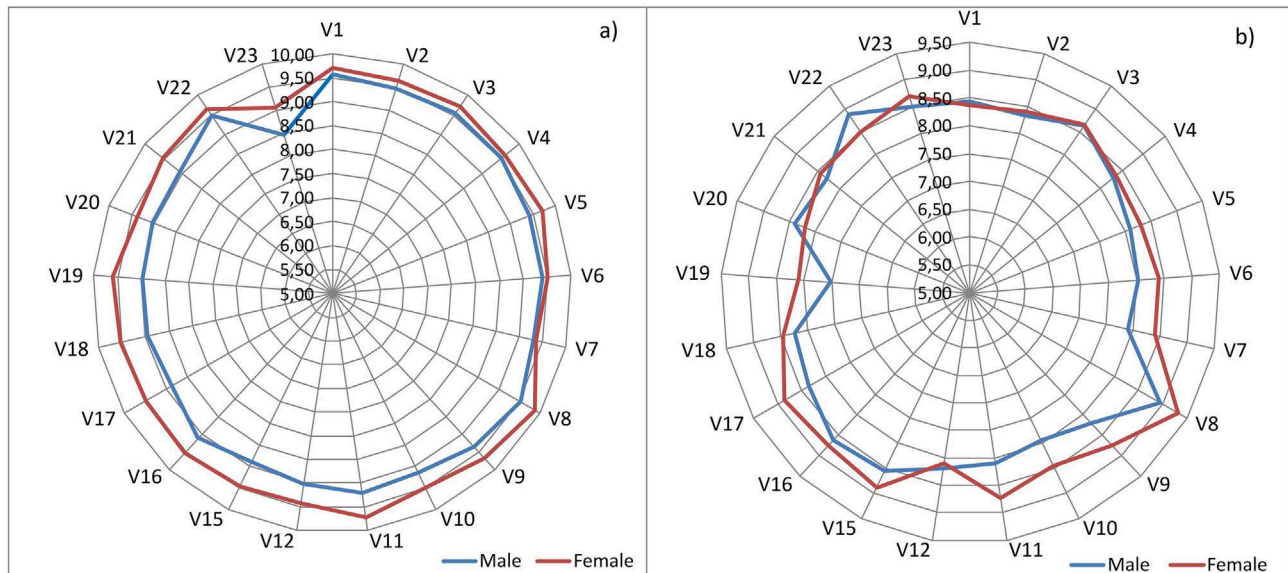 a)
V1
V2
V3
V4
V5
V6
V7
V8
V9
V10
V11
V12
V15
V16
V17
V18
V19
V20
V21
V22
V23
10,00
9,50
9,00
8,50
8,00
7,50
7,00
6,50
6,00
5,50
5,00
Male Female
b)
V1
V2
V3
V4
V5
V6
V7
V8
V9
V10
V11
V12
V15
V16
V17
V18
V19
V20
V21
V22
V23
9,50
9,00
8,50
8,00
7,50
7,00
6,50
6,00
5,50
5,00
Male Female